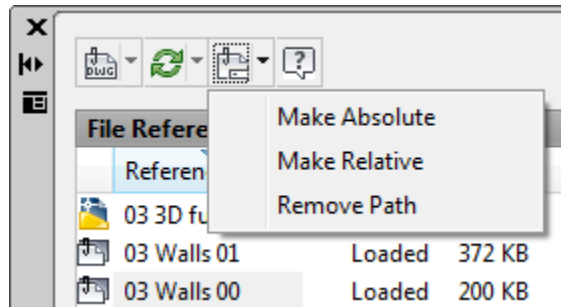 DWG
Make Absolute
Make Relative
Remove Path
File Refere
Referen
03 3D fu
03 Walls 01 Loaded 372 KB
03 Walls 00 Loaded 200 KB